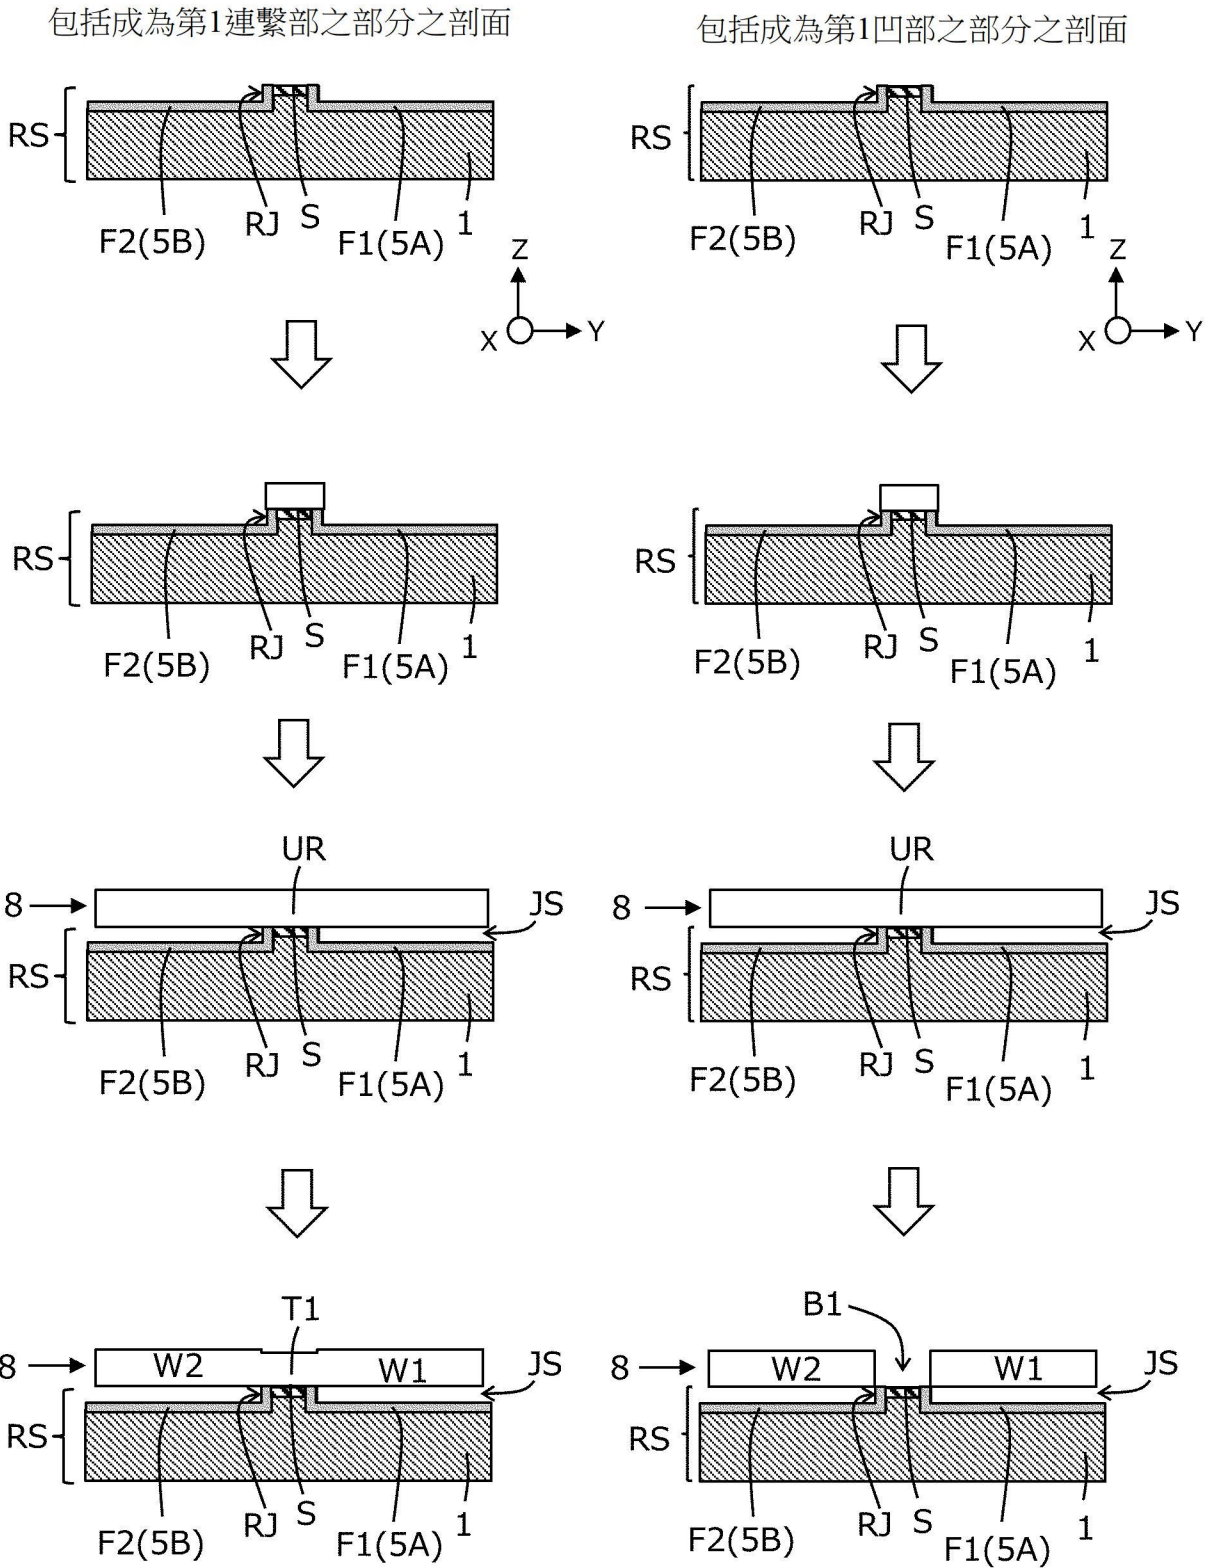 包括成為第1連繫部之部分之剖面
包括成為第1凹部之部分之剖面
RS
F2(5B)
RJ
S
F1(5A)
1
Z
X
Y
RS
F2(5B)
RJ
S
F1(5A)
1
Z
X
Y
RS
F2(5B)
RJ
S
F1(5A)
1
RS
F2(5B)
RJ
S
F1(5A)
1
UR
8
JS
RS
F2(5B)
RJ
S
F1(5A)
1
UR
8
JS
RS
F2(5B)
RJ
S
F1(5A)
1
T1
8
W2
W1
JS
RS
F2(5B)
RJ
S
F1(5A)
1
B1
8
W2
W1
JS
RS
F2(5B)
RJ
S
F1(5A)
1